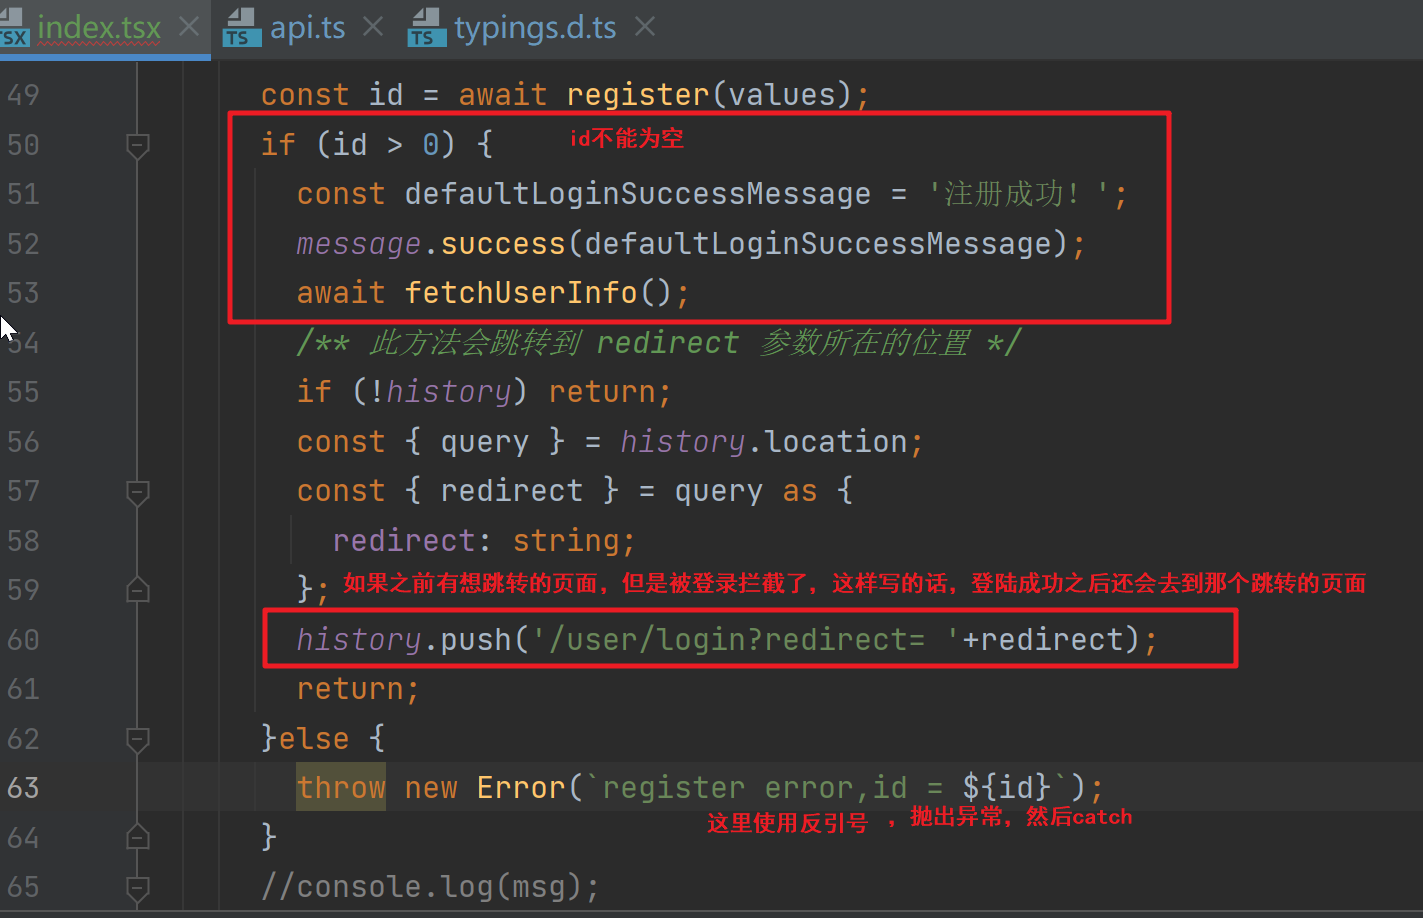 TSX index.tsx TS api.ts TS typings.d.ts
49 const id = await register(values);
50 if (id > 0) { id不能为空
51 const defaultLoginSuccessMessage = '注册成功！';
52 message.success(defaultLoginSuccessMessage);
53 await fetchUserInfo();
54 /** 此方法会跳转到 redirect 参数所在的位置 */
55 if (!history) return;
56 const { query } = history.location;
57 const { redirect } = query as {
58 redirect: string;
59 }; 如果之前有想跳转的页面，但是被登录拦截了，这样写的话，登陆成功之后还会去到那个跳转的页面
60 history.push('/user/login?redirect= '+redirect);
61 return;
62 }else {
63 throw new Error(`register error,id = ${id}`);
这里使用反引号 ，抛出异常，然后catch
64 }
65 //console.log(msg);